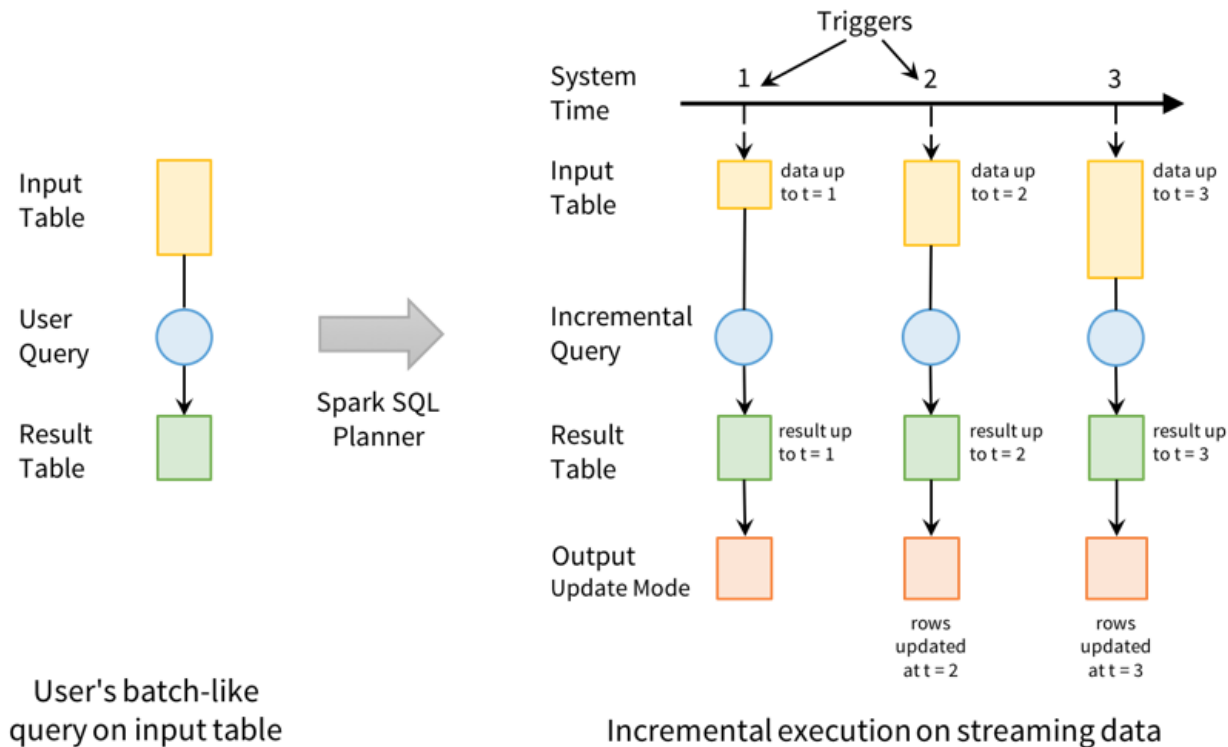 Triggers
System
Time
1
2
3
Input
Table
User
Query
Result
Table
Spark SQL
Planner
Input
Table
data up
to t = 1
data up
to t = 2
data up
to t = 3
Incremental
Query
Result
Table
result up
to t = 1
result up
to t = 2
result up
to t = 3
Output
Update Mode
rows
updated
at t = 2
rows
updated
at t = 3
User's batch-like
query on input table
Incremental execution on streaming data